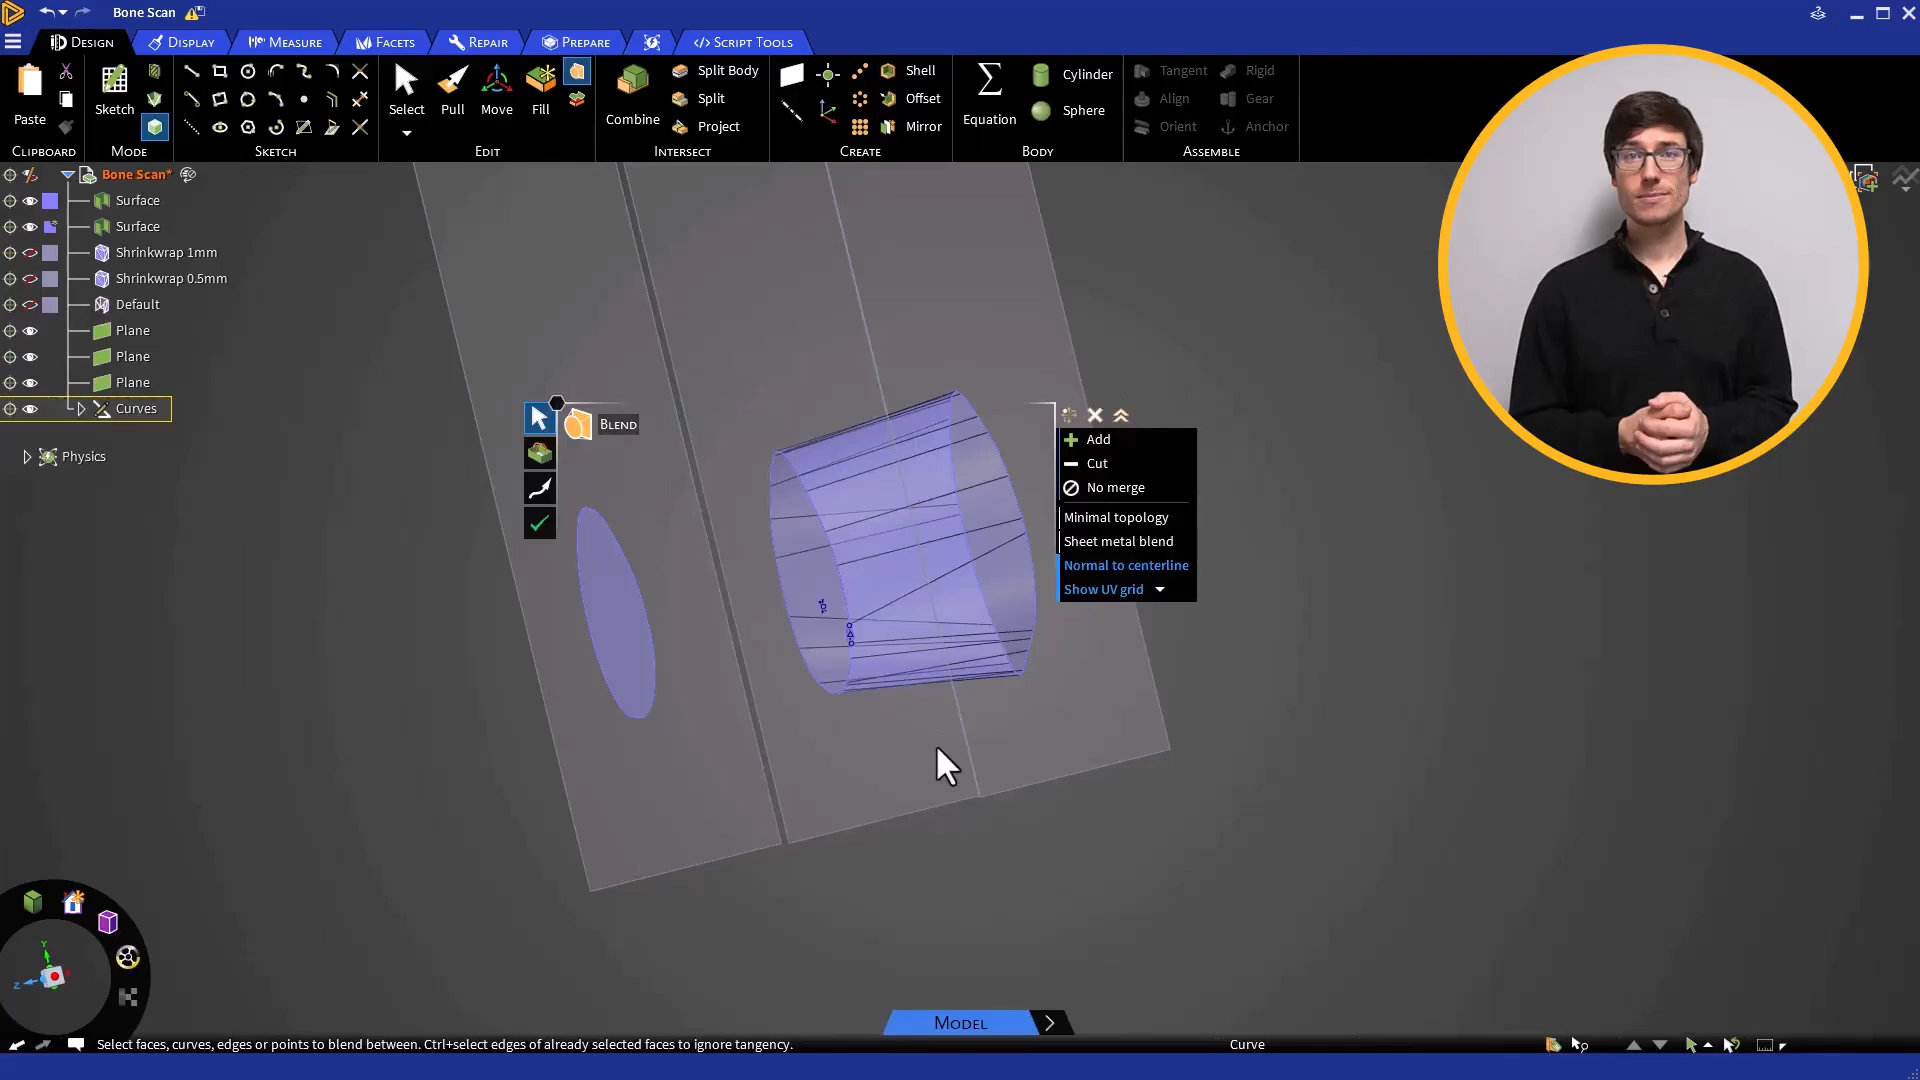 Bone Scan
Design
Display
Measure
Facets
Repair
Prepare
Script Tools
Paste
Sketch
Select
Pull
Move
Fill
Combine
Split Body
Split
Project
Shell
Offset
Mirror
Equation
Cylinder
Sphere
Tangent
Align
Orient
Rigid
Gear
Anchor
Clipboard
Mode
Sketch
Edit
Intersect
Create
Body
Assemble
Bone Scan*
Surface
Surface
Shrinkwrap 1mm
Shrinkwrap 0.5mm
Default
Plane
Plane
Plane
Curves
Physics
Blend
Add
Cut
No merge
Minimal topology
Sheet metal blend
Normal to centerline
Show UV grid
Y
Z
Model
Select faces, curves, edges or points to blend between. Ctrl+select edges of already selected faces to ignore tangency.
Curve